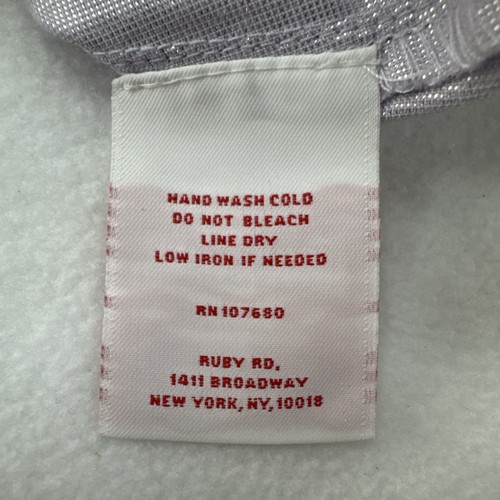 HAND WASH COLD
DO NOT BLEACH
LINE DRY
LOW IRON IF NEEDED
RN 107680
RUBY RD.
1411 BROADWAY
NEW YORK, NY, 10018